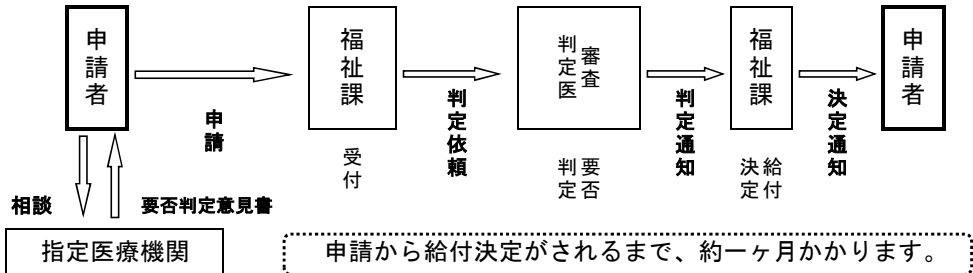 申請者
申請
福祉課
受付
判定依頼
審査
判定医
要否
判定
判定通知
福祉課
給付
決定
決定通知
申請者
相談
要否判定意見書
指定医療機関
申請から給付決定がされるまで、約一ヶ月かかります。